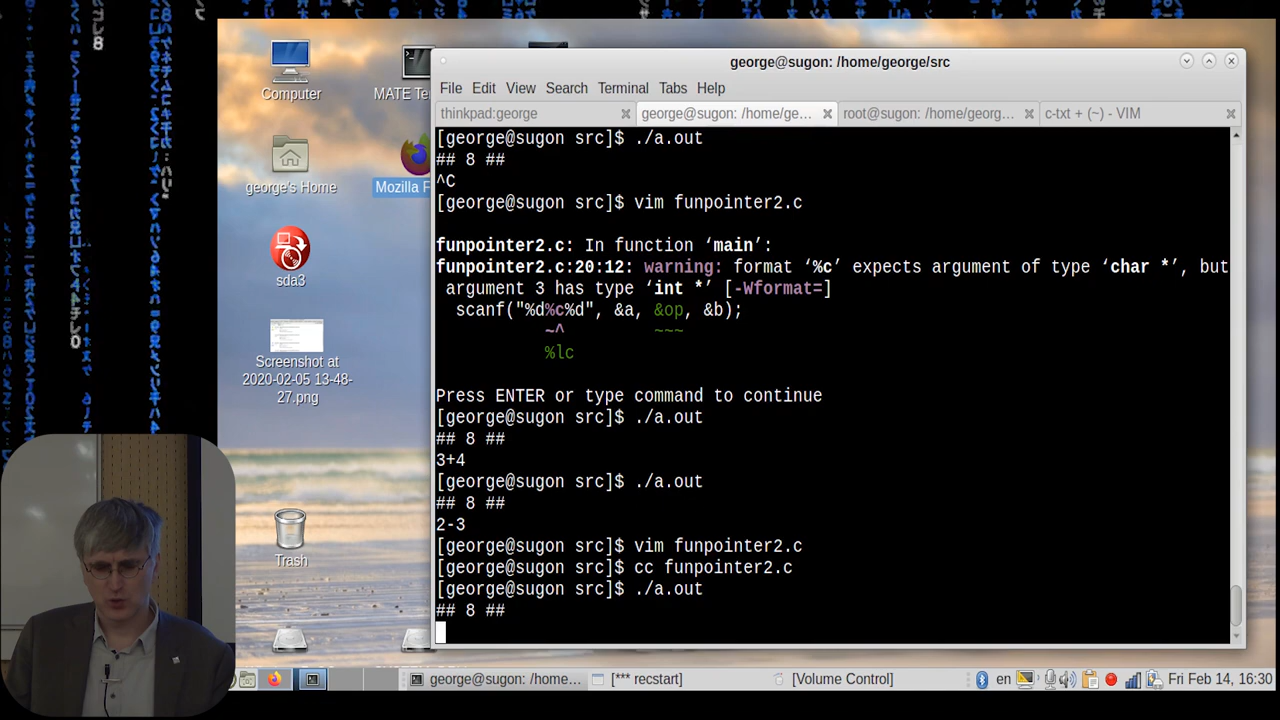 george@sugon: /home/george/src
File Edit View Search Terminal Tabs Help
thinkpad:george
george@sugon: /home/ge...
root@sugon: /home/georg...
c-txt + (~) - VIM
[george@sugon src]$ ./a.out
## 8 ##
^C
[george@sugon src]$ vim funpointer2.c
funpointer2.c: In function ‘main’:
funpointer2.c:20:12: warning: format ‘%c’ expects argument of type ‘char *’, but
argument 3 has type ‘int *’ [-Wformat=]
scanf("%d%c%d", &a, &op, &b);
~^ ~~~
%lc
Press ENTER or type command to continue
[george@sugon src]$ ./a.out
## 8 ##
3+4
[george@sugon src]$ ./a.out
## 8 ##
2-3
[george@sugon src]$ vim funpointer2.c
[george@sugon src]$ cc funpointer2.c
[george@sugon src]$ ./a.out
## 8 ##
Computer
MATE Te
george's Home
Mozilla F
sda3
Screenshot at
2020-02-05 13-48-
27.png
Trash
george@sugon: /home...
[*** recstart]
[Volume Control]
en
Fri Feb 14, 16:30